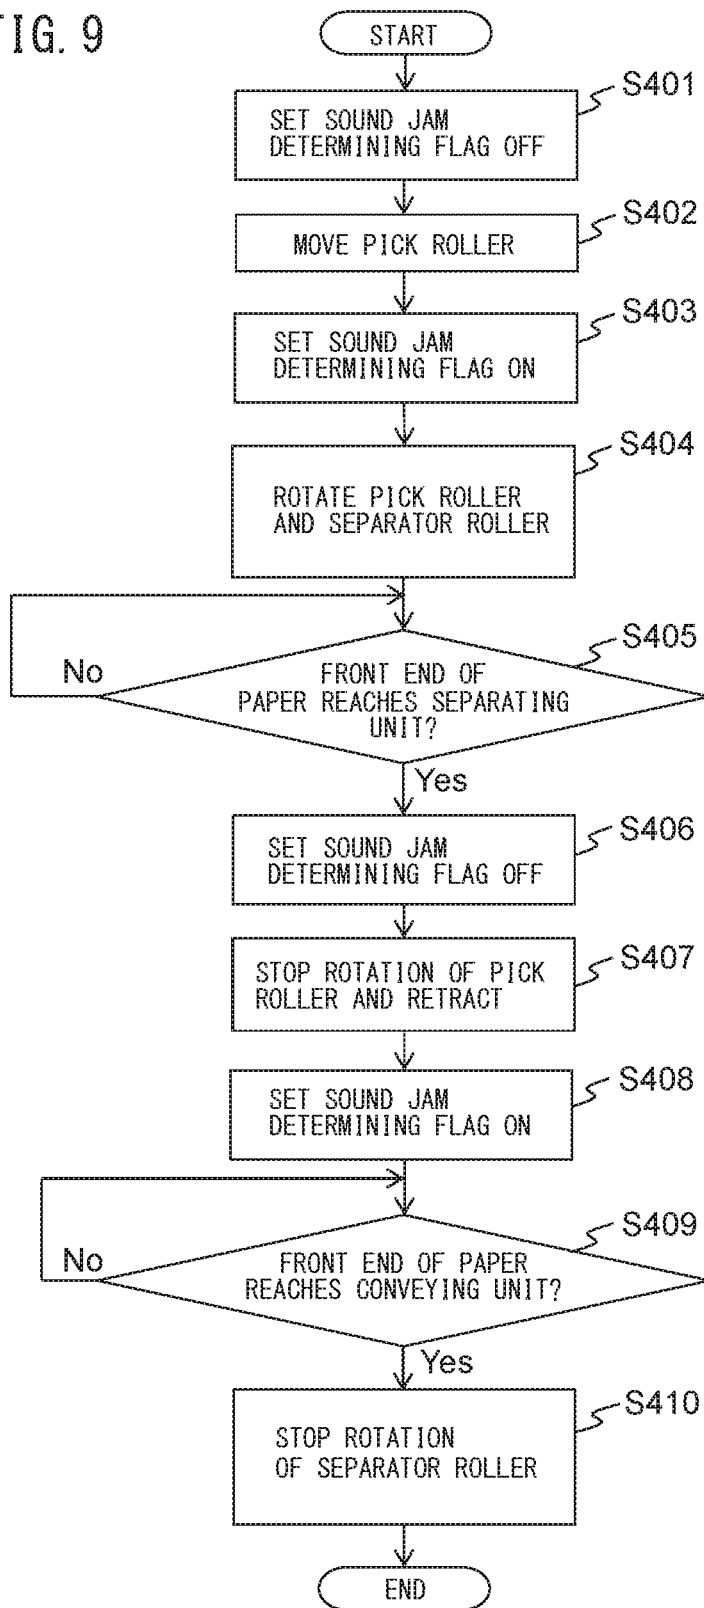 FIG. 9
START
S401
SET SOUND JAM
DETERMINING FLAG OFF
S402
MOVE PICK ROLLER
S403
SET SOUND JAM
DETERMINING FLAG ON
S404
ROTATE PICK ROLLER
AND SEPARATOR ROLLER
S405
No
FRONT END OF
PAPER REACHES SEPARATING
UNIT?
Yes
S406
SET SOUND JAM
DETERMINING FLAG OFF
S407
STOP ROTATION OF PICK
ROLLER AND RETRACT
S408
SET SOUND JAM
DETERMINING FLAG ON
S409
No
FRONT END OF PAPER
REACHES CONVEYING UNIT?
Yes
S410
STOP ROTATION
OF SEPARATOR ROLLER
END